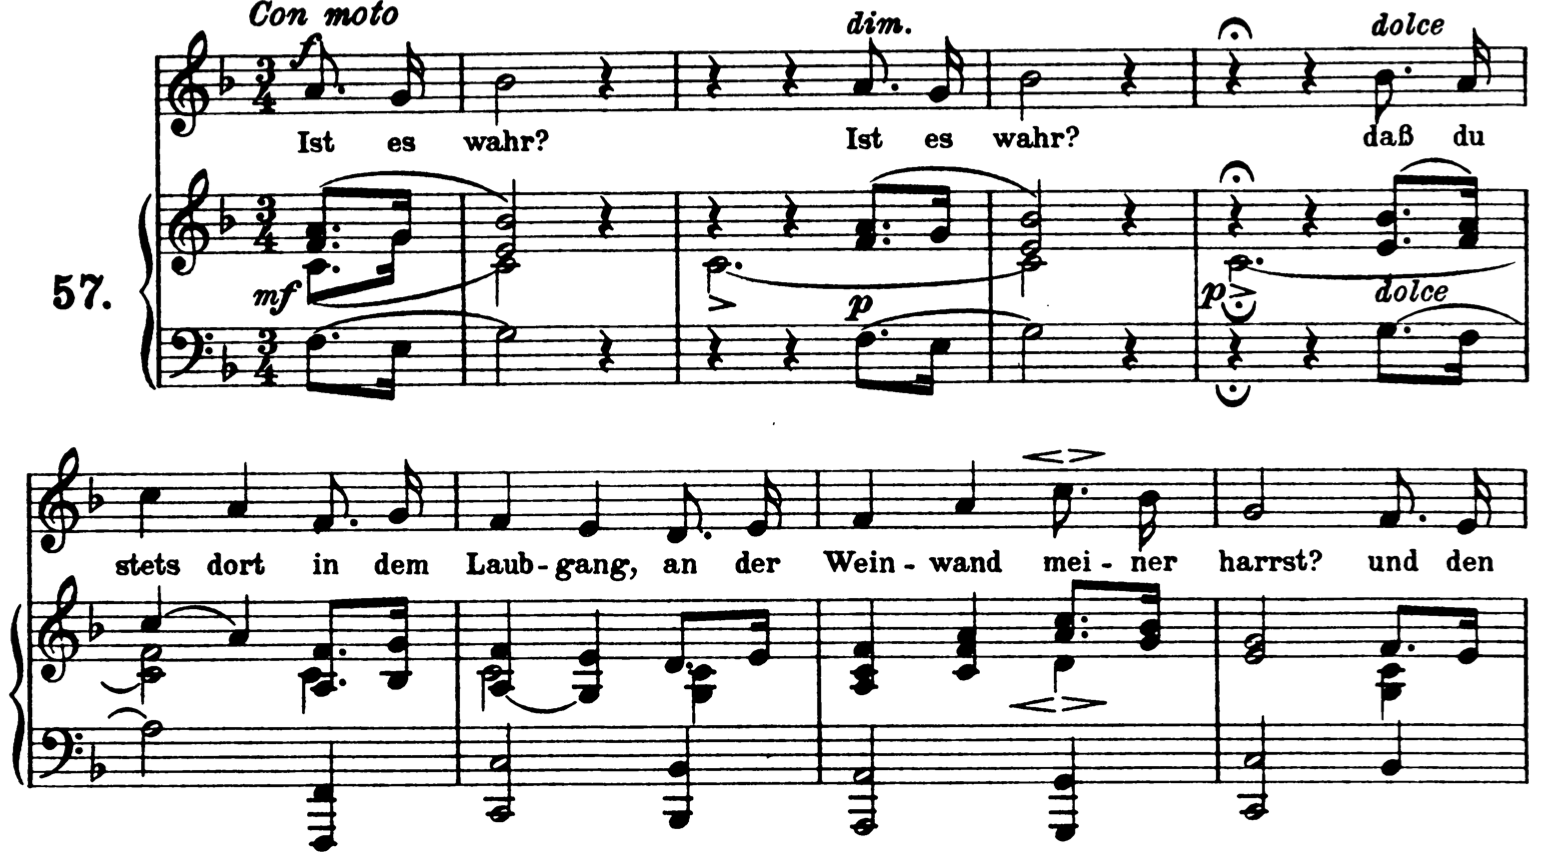 Con moto
f
dim.
dolce
Ist es wahr? Ist es wahr? daß du
57.
mf
p
p
dolce
stets dort in dem Laub - gang, an der Wein - wand mei - ner harrst? und den